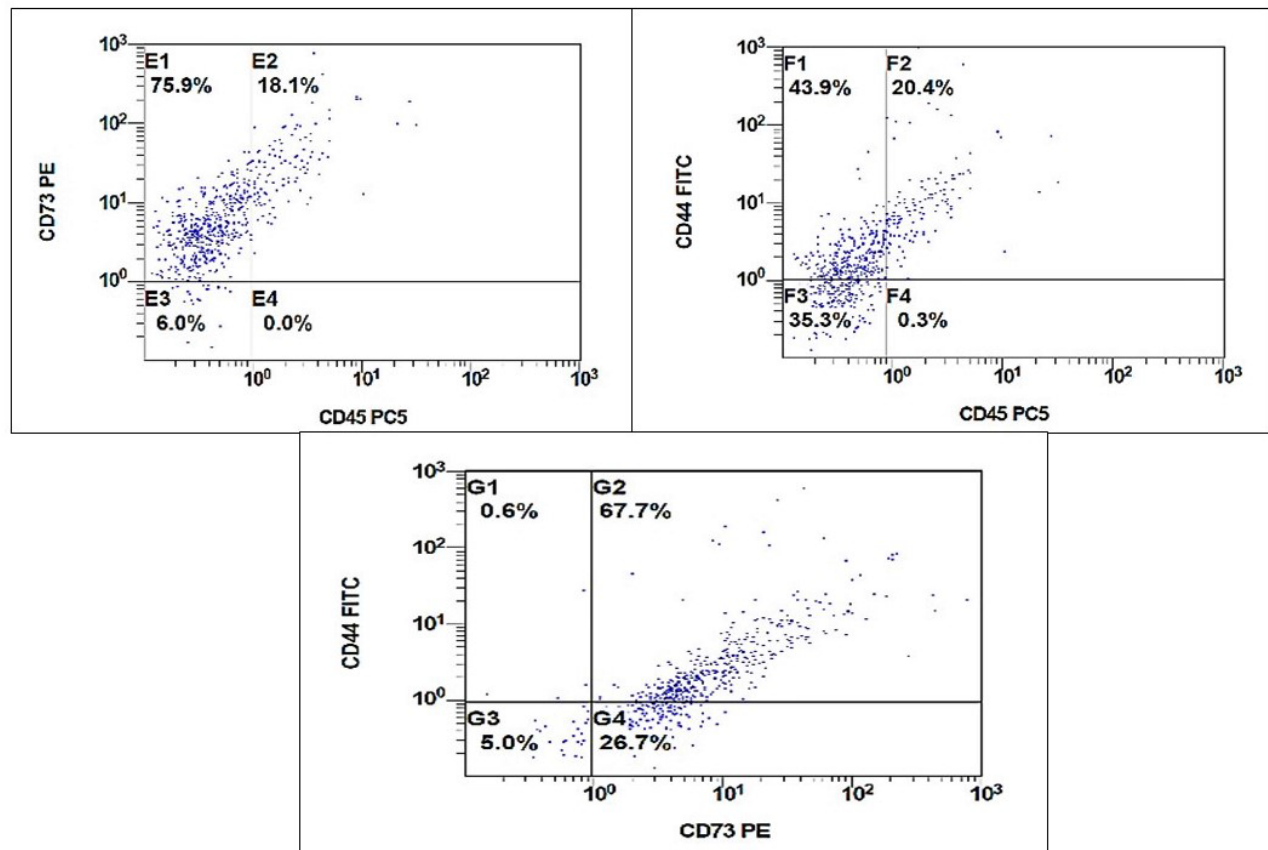 10³
E1 E2
75.9% 18.1%
10²
CD73 PE
10¹
10⁰
E3 E4
6.0% 0.0%
10⁰ 10¹ 10² 10³
CD45 PC5
10³
F1 F2
43.9% 20.4%
10²
CD44 FITC
10¹
10⁰
F3 F4
35.3% 0.3%
10⁰ 10¹ 10² 10³
CD45 PC5
10³
G1 G2
0.6% 67.7%
10²
CD44 FITC
10¹
10⁰
G3 G4
5.0% 26.7%
10⁰ 10¹ 10² 10³
CD73 PE